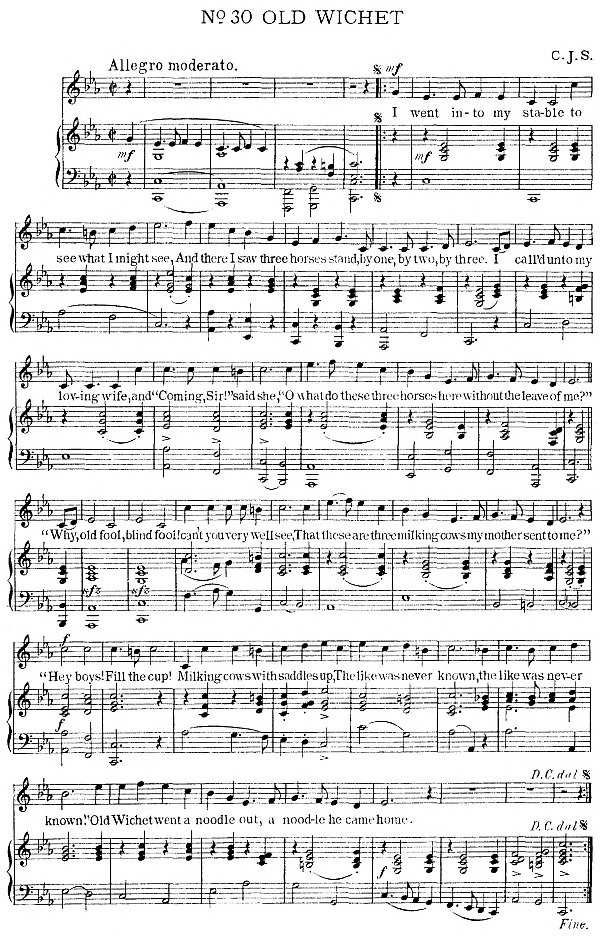 No. 30 OLD WICHET
C. J. S.
Allegro moderato.
mf
I went in-to my sta-ble to
mf
mf
see what I might see, And there I saw three horses stand, by one, by two, by three. I call'd unto my
lov-ing wife, and "Coming, Sir!" said she, "O what do these three horses here without the leave of me?"
"Why, old fool, blind fool! can't you very well see, That these are three milking cows my mother sent to me?"
sfz
sfz
f
"Hey boys! Fill the cup! Milking cows with saddles up, The like was never known, the like was nev-er
f
D.C. dal
known!" Old Wichet went a noodle out, a nood-le he came home.
D.C. dal
f
Fine.